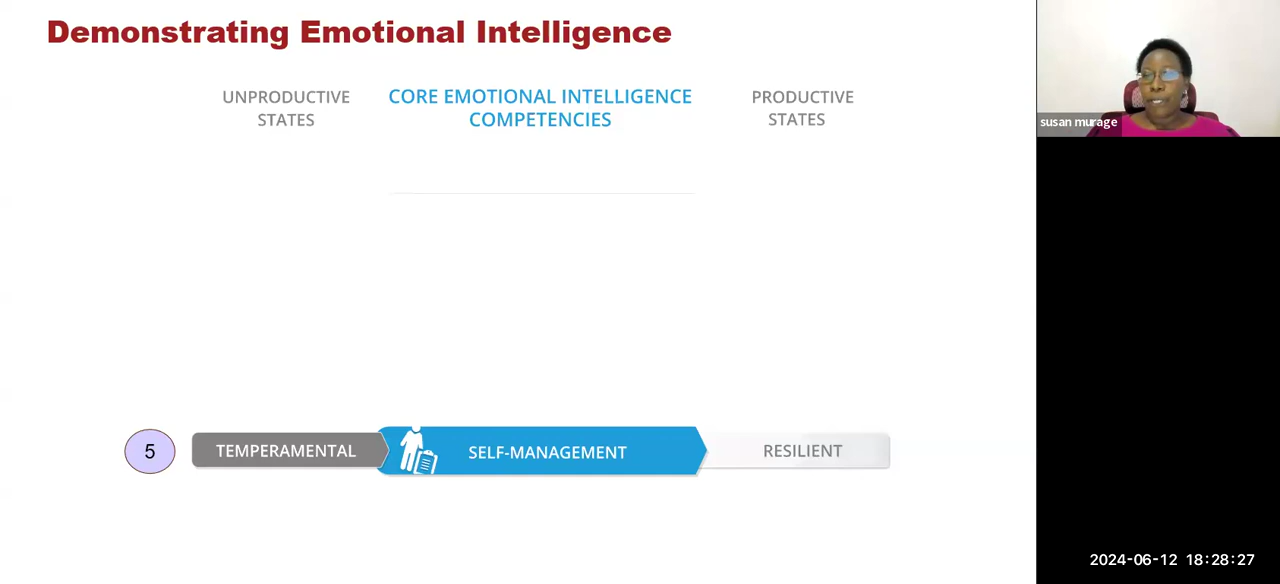 Demonstrating Emotional Intelligence
UNPRODUCTIVE
STATES
CORE EMOTIONAL INTELLIGENCE
COMPETENCIES
PRODUCTIVE
STATES
susan murage
5
TEMPERAMENTAL
SELF-MANAGEMENT
RESILIENT
2024-06-12 18:28:27